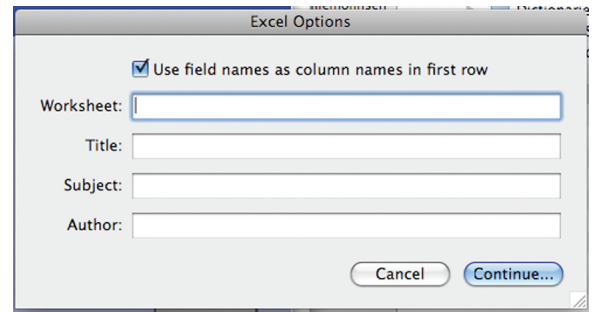 Excel Options
Use field names as column names in first row
Worksheet:
Title:
Subject:
Author:
Cancel
Continue...